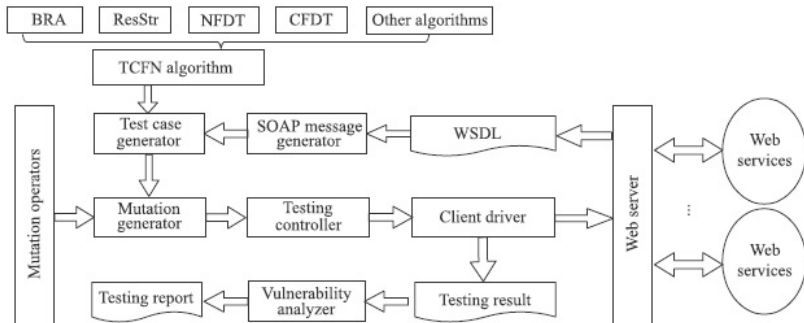 BRA
ResStr
NFDT
CFDT
Other algorithms
TCFN algorithm
Mutation operators
Test case
generator
SOAP message
generator
WSDL
Web server
Web
services
Mutation
generator
Testing
controller
Client driver
...
Web
services
Testing report
Vulnerability
analyzer
Testing result